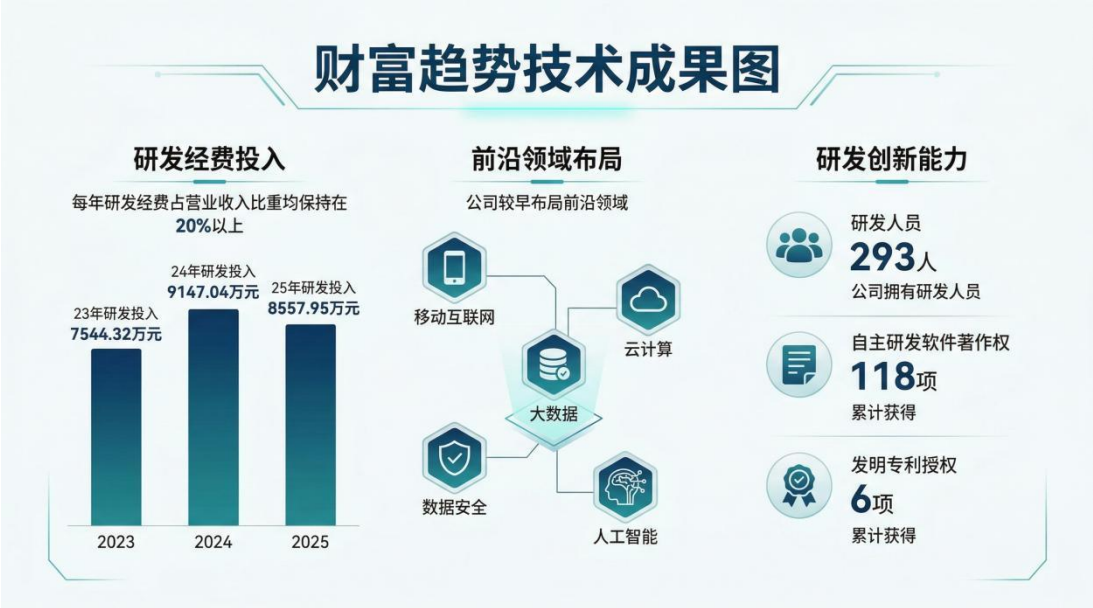 财富趋势技术成果图
研发经费投入
每年研发经费占营业收入比重均保持在
20%以上
23年研发投入
7544.32万元
24年研发投入
9147.04万元
25年研发投入
8557.95万元
2023
2024
2025
前沿领域布局
公司较早布局前沿领域
移动互联网
云计算
大数据
数据安全
人工智能
研发创新能力
研发人员
293人
公司拥有研发人员
自主研发软件著作权
118项
累计获得
发明专利授权
6项
累计获得